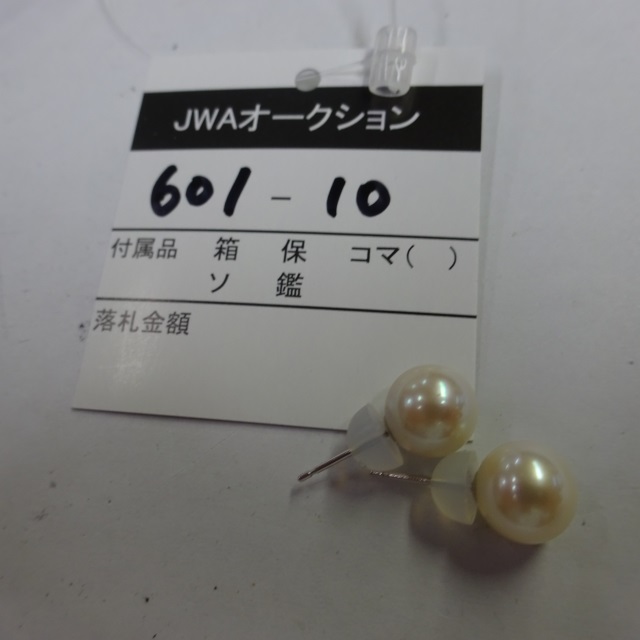 JWAオークション
601-10
付属品 箱 保 コマ( )
ソ 鑑
落札金額